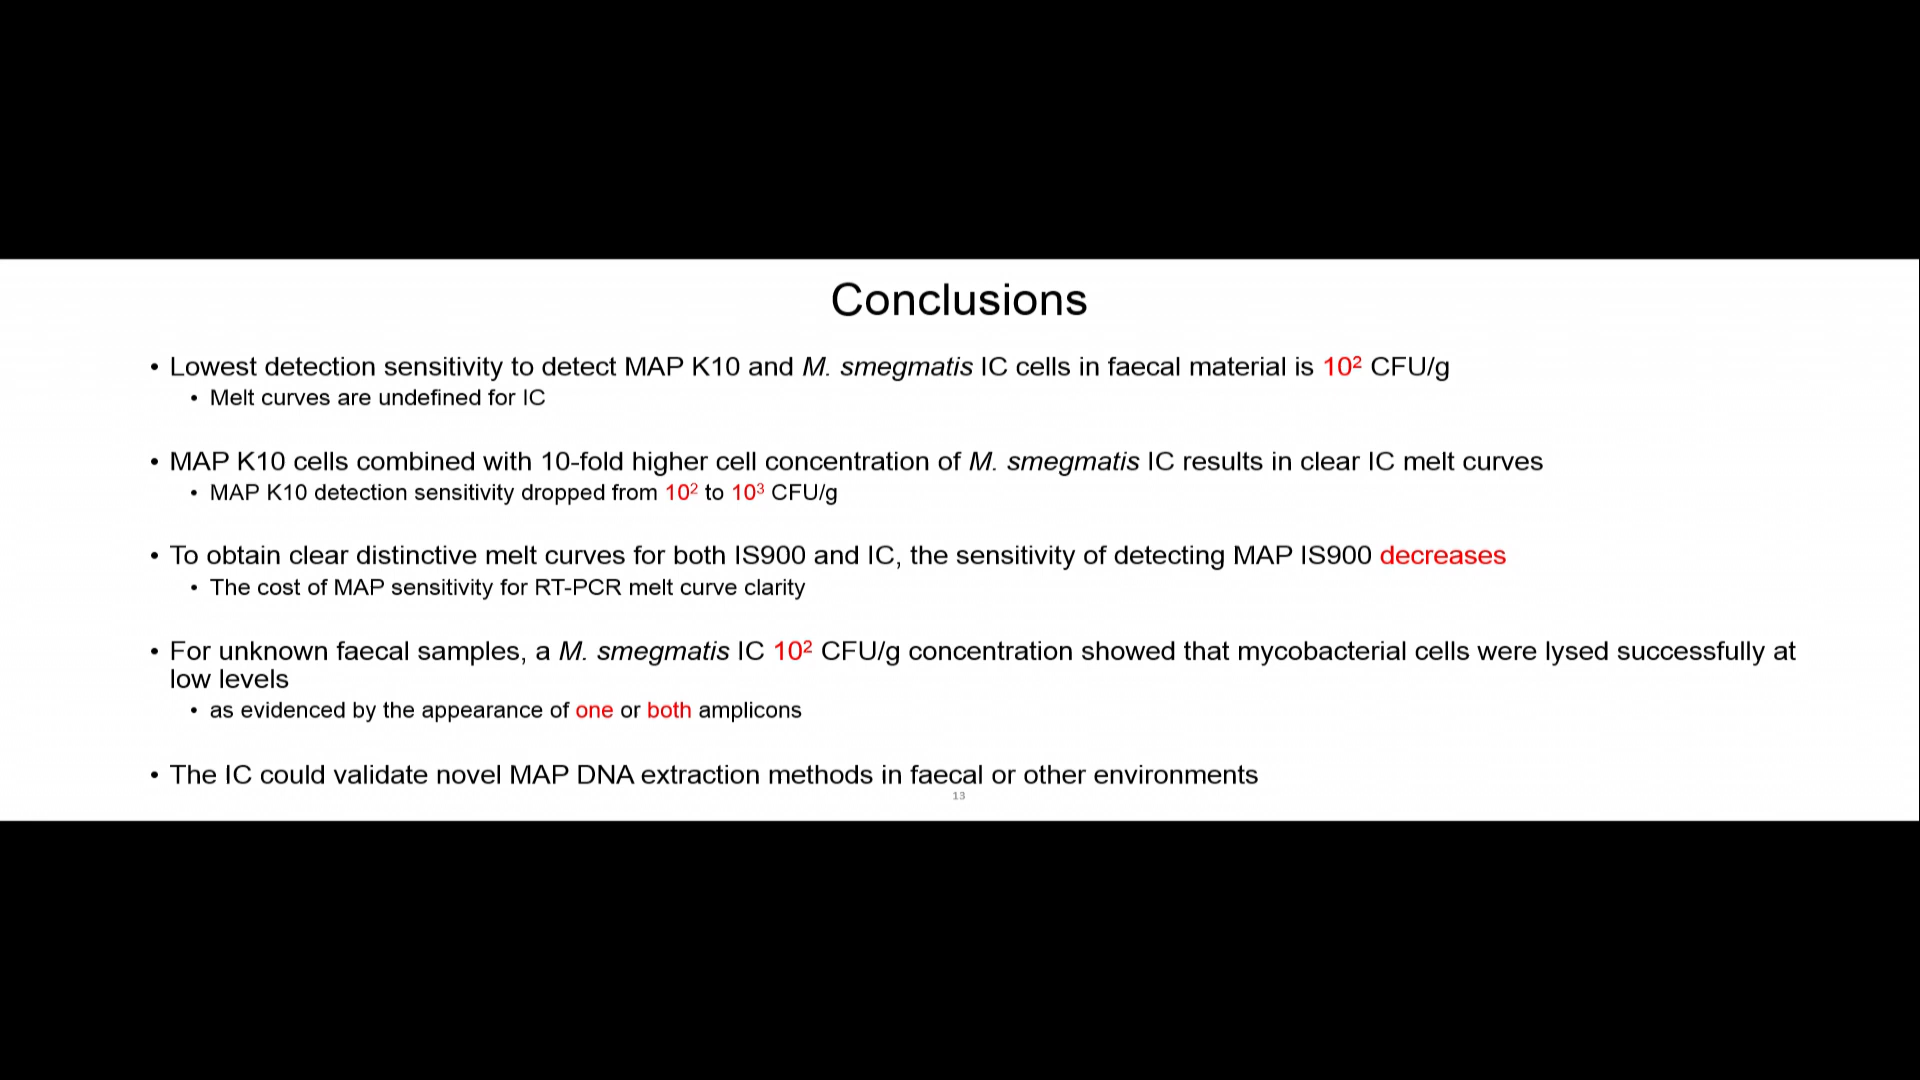 Conclusions
• Lowest detection sensitivity to detect MAP K10 and M. smegmatis IC cells in faecal material is 10² CFU/g
• Melt curves are undefined for IC
• MAP K10 cells combined with 10-fold higher cell concentration of M. smegmatis IC results in clear IC melt curves
• MAP K10 detection sensitivity dropped from 10² to 10³ CFU/g
• To obtain clear distinctive melt curves for both IS900 and IC, the sensitivity of detecting MAP IS900 decreases
• The cost of MAP sensitivity for RT-PCR melt curve clarity
• For unknown faecal samples, a M. smegmatis IC 10² CFU/g concentration showed that mycobacterial cells were lysed successfully at
low levels
• as evidenced by the appearance of one or both amplicons
• The IC could validate novel MAP DNA extraction methods in faecal or other environments
13